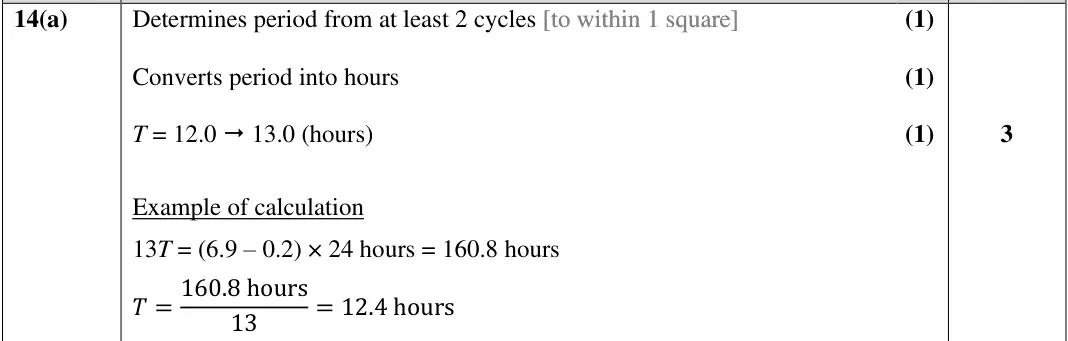 14(a) Determines period from at least 2 cycles [to within 1 square] (1)
Converts period into hours (1)
T = 12.0 → 13.0 (hours) (1) 3
Example of calculation
13T = (6.9 – 0.2) × 24 hours = 160.8 hours
T = 160.8 hours / 13 = 12.4 hours